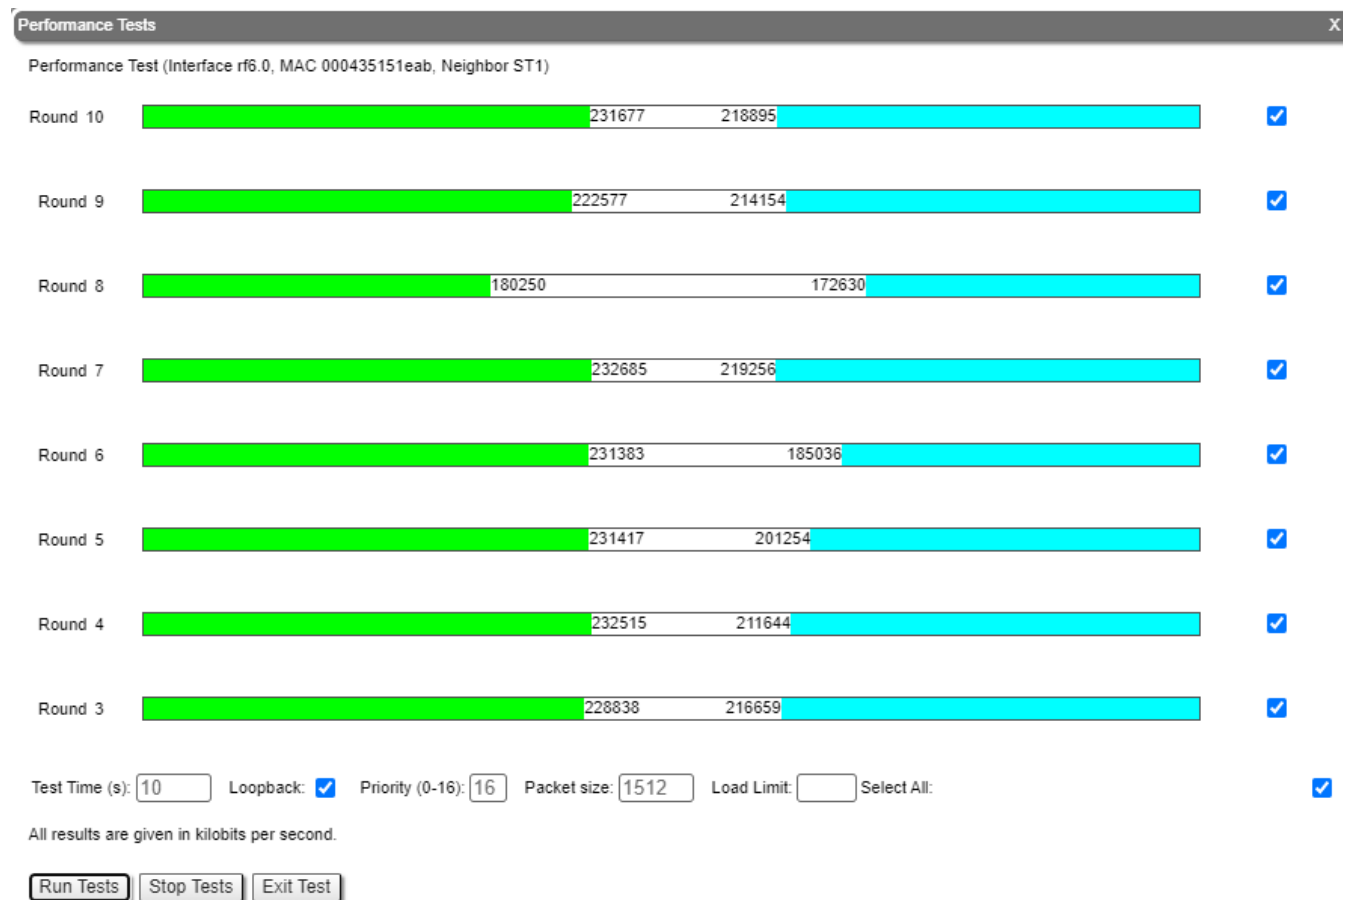 Performance Tests X
Performance Test (Interface rf6.0, MAC 000435151eab, Neighbor ST1)
Round 10 231677 218895
Round 9 222577 214154
Round 8 180250 172630
Round 7 232685 219256
Round 6 231383 185036
Round 5 231417 201254
Round 4 232515 211644
Round 3 228838 216659
Test Time (s): 10 Loopback: Priority (0-16): 16 Packet size: 1512 Load Limit: Select All:
All results are given in kilobits per second.
Run Tests Stop Tests Exit Test